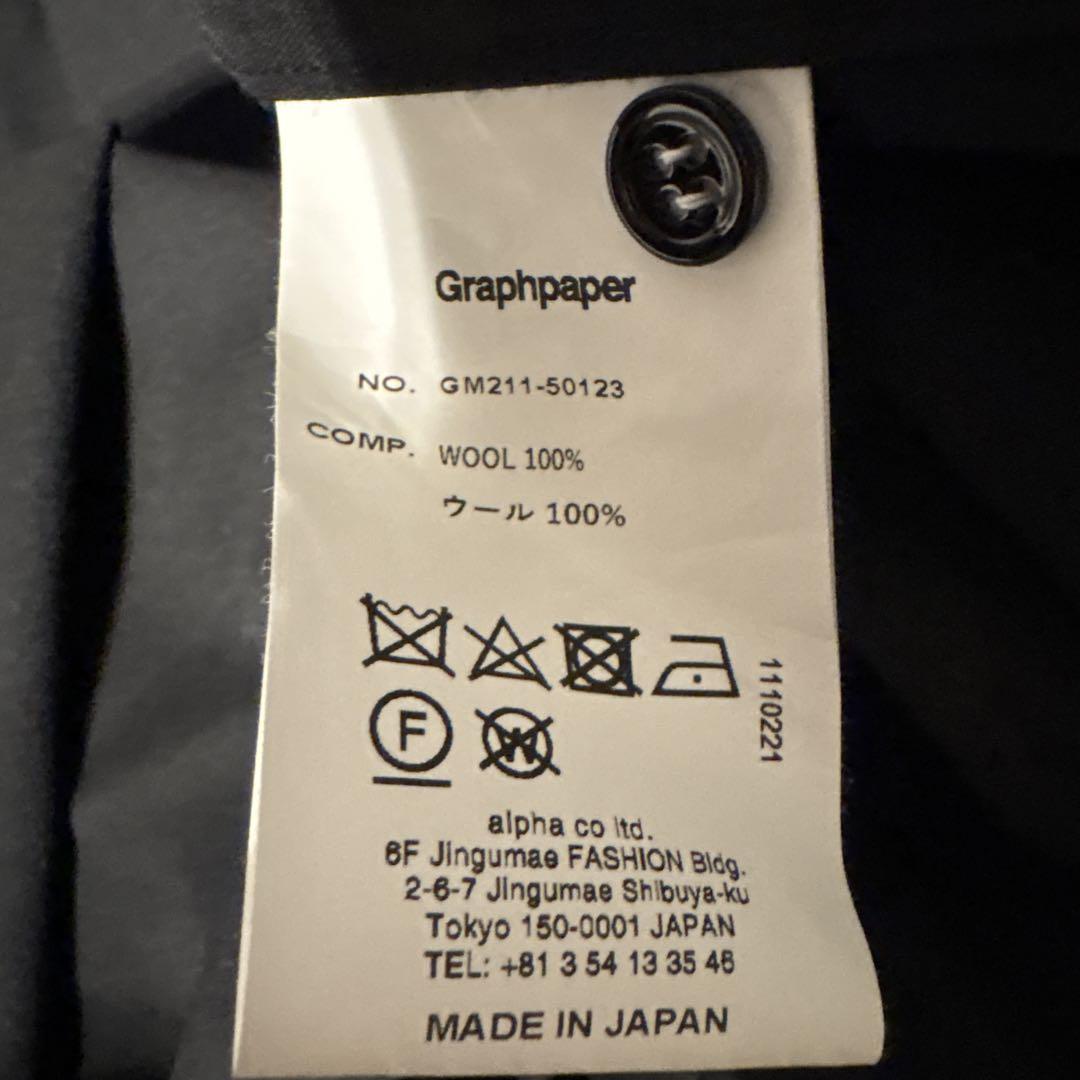 Graphpaper
NO. GM211-50123
COMP. WOOL 100%
ウール 100%
1110221
F
W
alpha co ltd.
6F Jingumae FASHION Bldg.
2-6-7 Jingumae Shibuya-ku
Tokyo 150-0001 JAPAN
TEL: +81 3 54 13 35 46
MADE IN JAPAN